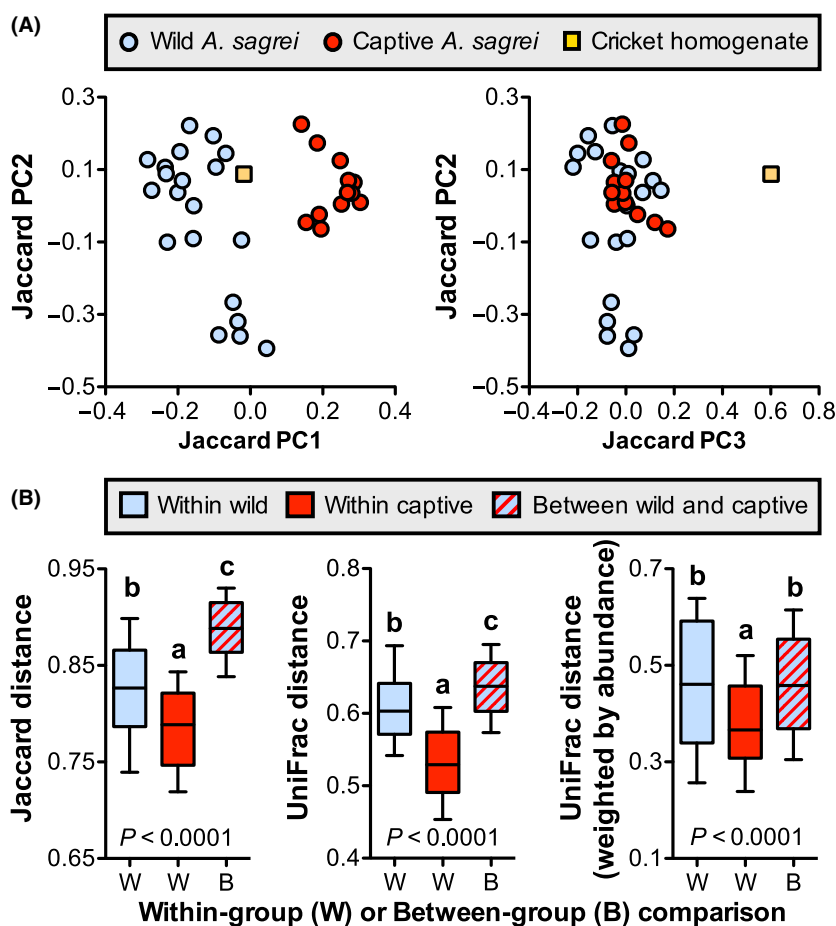 (A)
Wild A. sagrei Captive A. sagrei Cricket homogenate
Jaccard PC2
0.3
0.1
−0.1
−0.3
−0.5
−0.4 −0.2 0.0 0.2 0.4
Jaccard PC1
Jaccard PC2
0.3
0.1
−0.1
−0.3
−0.5
−0.4 −0.2 0.0 0.2 0.4 0.6 0.8
Jaccard PC3
(B)
Within wild Within captive Between wild and captive
Jaccard distance
0.95
0.85
0.75
0.65
b a c
P < 0.0001
W W B
UniFrac distance
0.8
0.7
0.6
0.5
0.4
b a c
P < 0.0001
W W B
UniFrac distance
(weighted by abundance)
0.7
0.5
0.3
0.1
b a b
P < 0.0001
W W B
Within-group (W) or Between-group (B) comparison